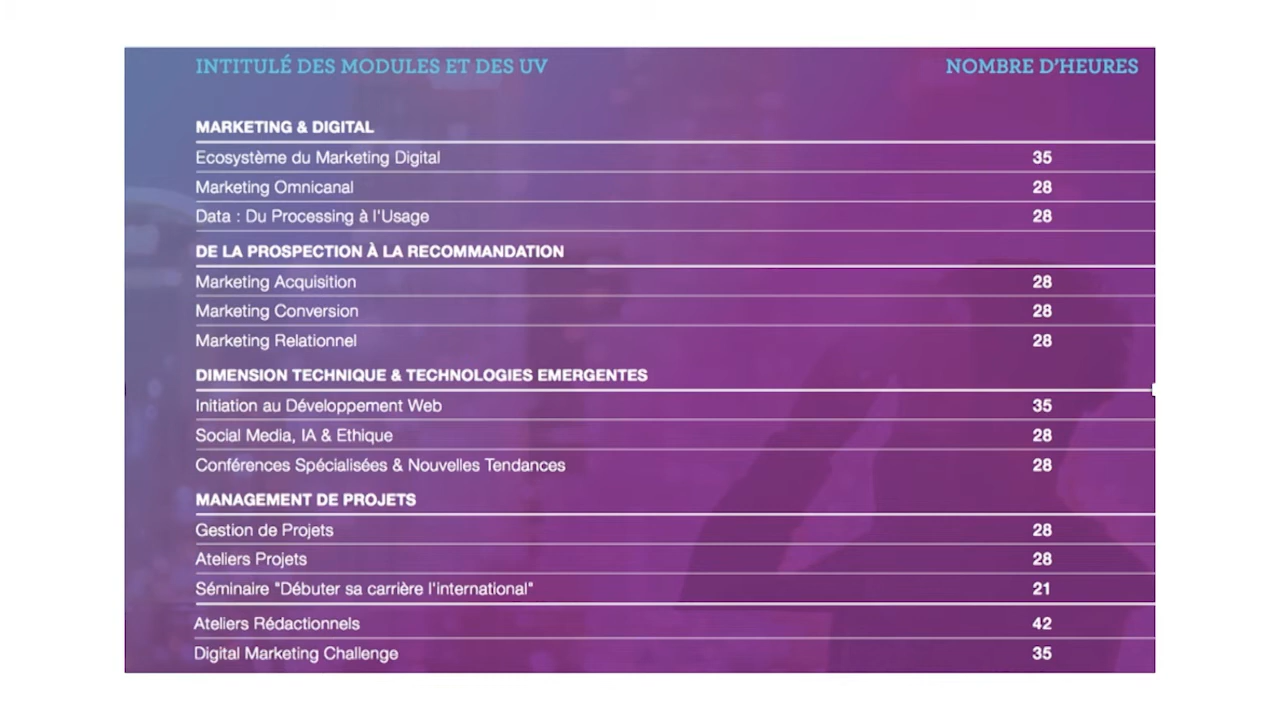 INTITULÉ DES MODULES ET DES UV NOMBRE D'HEURES
MARKETING & DIGITAL
Ecosystème du Marketing Digital 35
Marketing Omnicanal 28
Data : Du Processing à l'Usage 28
DE LA PROSPECTION À LA RECOMMANDATION
Marketing Acquisition 28
Marketing Conversion 28
Marketing Relationnel 28
DIMENSION TECHNIQUE & TECHNOLOGIES EMERGENTES
Initiation au Développement Web 35
Social Media, IA & Ethique 28
Conférences Spécialisées & Nouvelles Tendances 28
MANAGEMENT DE PROJETS
Gestion de Projets 28
Ateliers Projets 28
Séminaire "Débuter sa carrière l'international" 21
Ateliers Rédactionnels 42
Digital Marketing Challenge 35